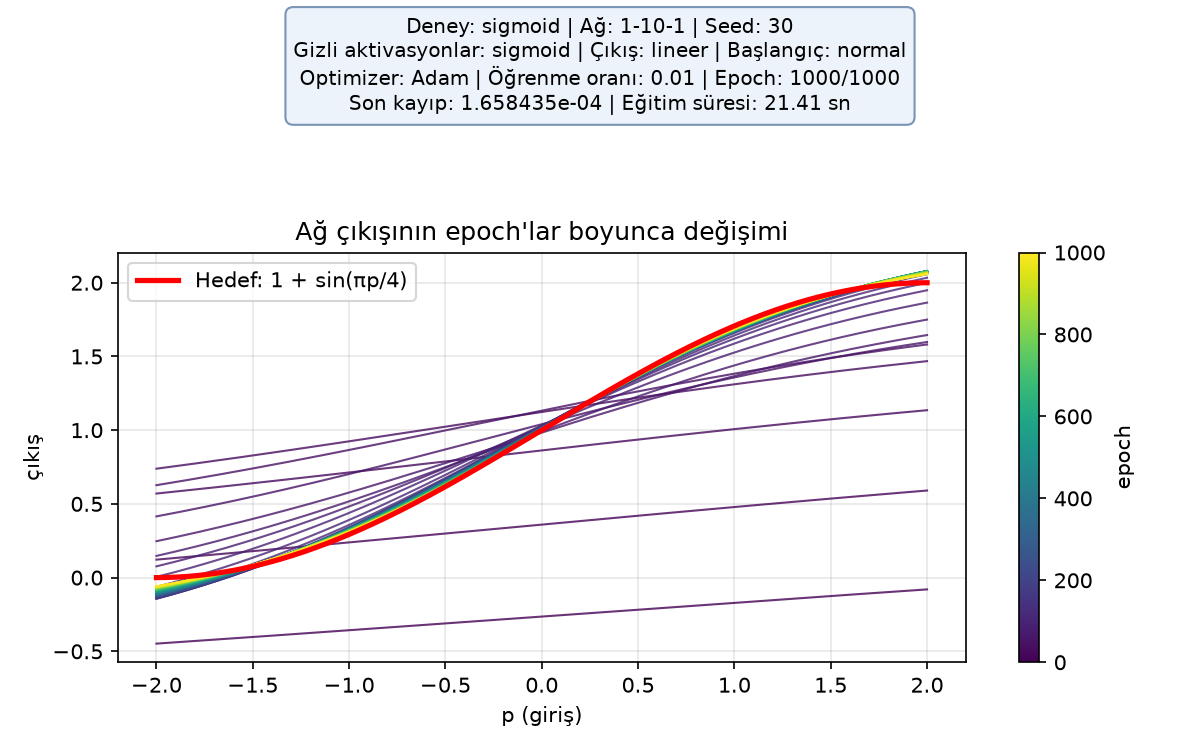 Deney: sigmoid | Ağ: 1-10-1 | Seed: 30
Gizli aktivasyonlar: sigmoid | Çıkış: lineer | Başlangıç: normal
Optimizer: Adam | Öğrenme oranı: 0.01 | Epoch: 1000/1000
Son kayıp: 1.658435e-04 | Eğitim süresi: 21.41 sn
Ağ çıkışının epoch'lar boyunca değişimi
Hedef: 1 + sin(πp/4)
2.0
1.5
1.0
0.5
0.0
−0.5
çıkış
−2.0 −1.5 −1.0 −0.5 0.0 0.5 1.0 1.5 2.0
p (giriş)
1000
800
600
400
200
0
epoch